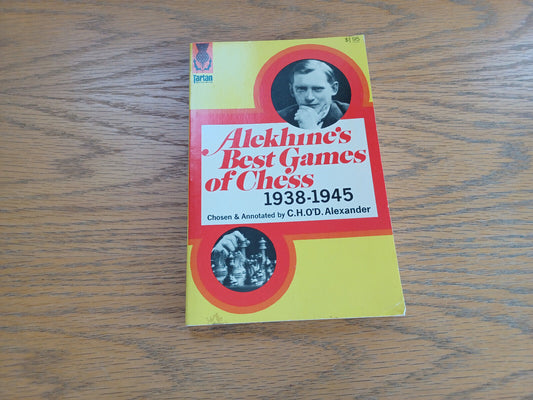 $1.95
Tartan
Alekhine's
Best Games
of Chess
1938-1945
Chosen & Annotated by C.H.O'D. Alexander